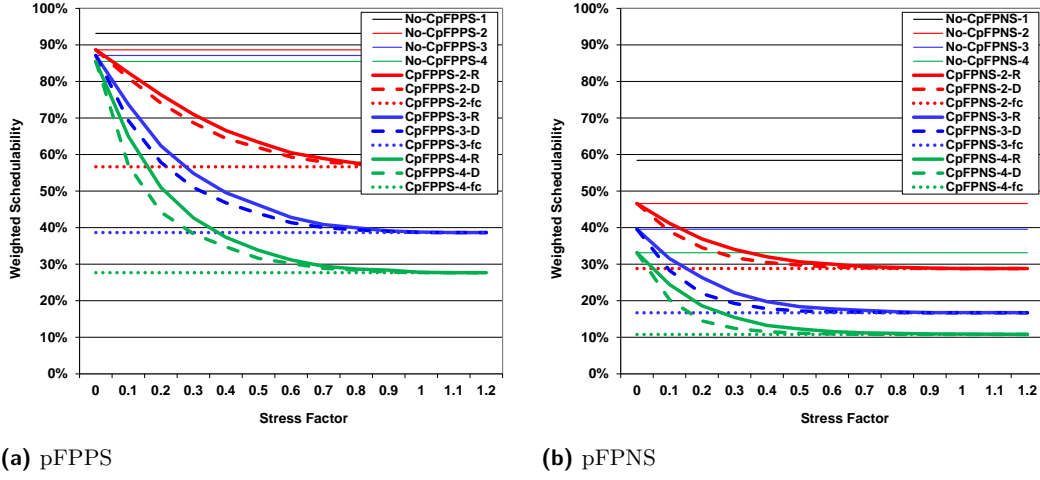 100%
90%
80%
70%
60%
50%
40%
30%
20%
10%
0%
Weighted Schedulability
No-CpFPPS-1
No-CpFPPS-2
No-CpFPPS-3
No-CpFPPS-4
CpFPPS-2-R
CpFPPS-2-D
CpFPPS-2-fc
CpFPPS-3-R
CpFPPS-3-D
CpFPPS-3-fc
CpFPPS-4-R
CpFPPS-4-D
CpFPPS-4-fc
0 0.1 0.2 0.3 0.4 0.5 0.6 0.7 0.8 0.9 1 1.1 1.2
Stress Factor
(a) pFPPS
100%
90%
80%
70%
60%
50%
40%
30%
20%
10%
0%
Weighted Schedulability
No-CpFPNS-1
No-CpFPNS-2
No-CpFPNS-3
No-CpFPNS-4
CpFPNS-2-R
CpFPNS-2-D
CpFPNS-2-fc
CpFPNS-3-R
CpFPNS-3-D
CpFPNS-3-fc
CpFPNS-4-R
CpFPNS-4-D
CpFPNS-4-fc
0 0.1 0.2 0.3 0.4 0.5 0.6 0.7 0.8 0.9 1 1.1 1.2
Stress Factor
(b) pFPNS